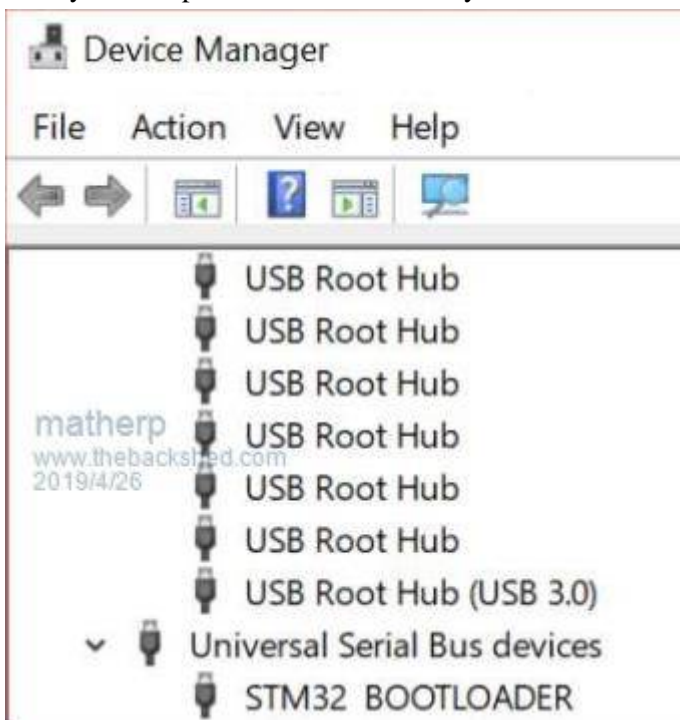 Device Manager
File Action View Help
USB Root Hub
USB Root Hub
USB Root Hub
matherp
USB Root Hub
www.thebackshed.com
2019/4/26
USB Root Hub
USB Root Hub
USB Root Hub (USB 3.0)
Universal Serial Bus devices
STM32 BOOTLOADER